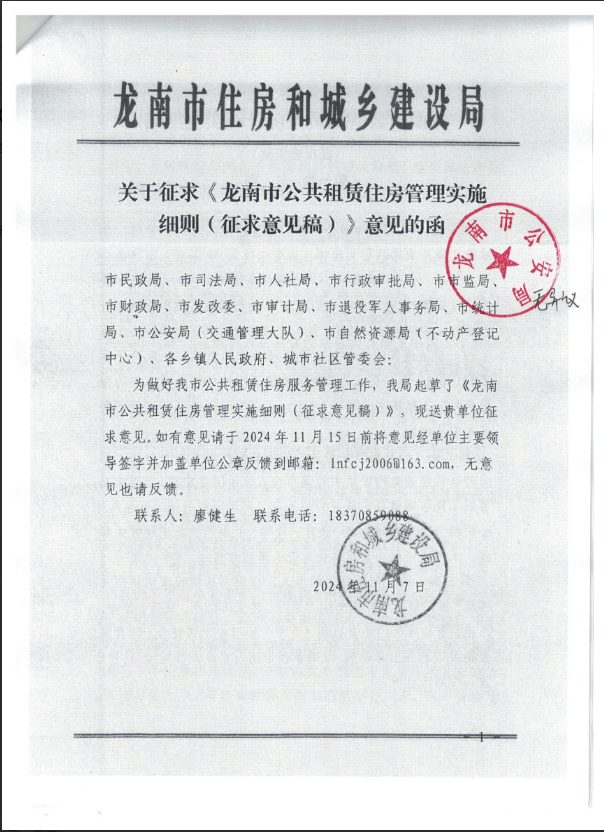 龙南市住房和城乡建设局
关于征求《龙南市公共租赁住房管理实施
细则(征求意见稿)》意见的函
龙南市公安局
无异议
市民政局、市司法局、市人社局、市行政审批局、市市监局、
市财政局、市发改委、市审计局、市退役军人事务局、市统计
局、市公安局(交通管理大队)、市自然资源局(不动产登记
中心)、各乡镇人民政府、城市社区管委会:
为做好我市公共租赁住房服务管理工作,我局起草了《龙南
市公共租赁住房管理实施细则(征求意见稿)》,现送贵单位征
求意见。如有意见请于2024年11月15日前将意见经单位主要领
导签字并加盖单位公章反馈到邮箱:lnfcj2006@163.com,无意
见也请反馈。
联系人:廖健生 联系电话:18370859088
龙南市住房和城乡建设局
2024年11月7日
- 1 -